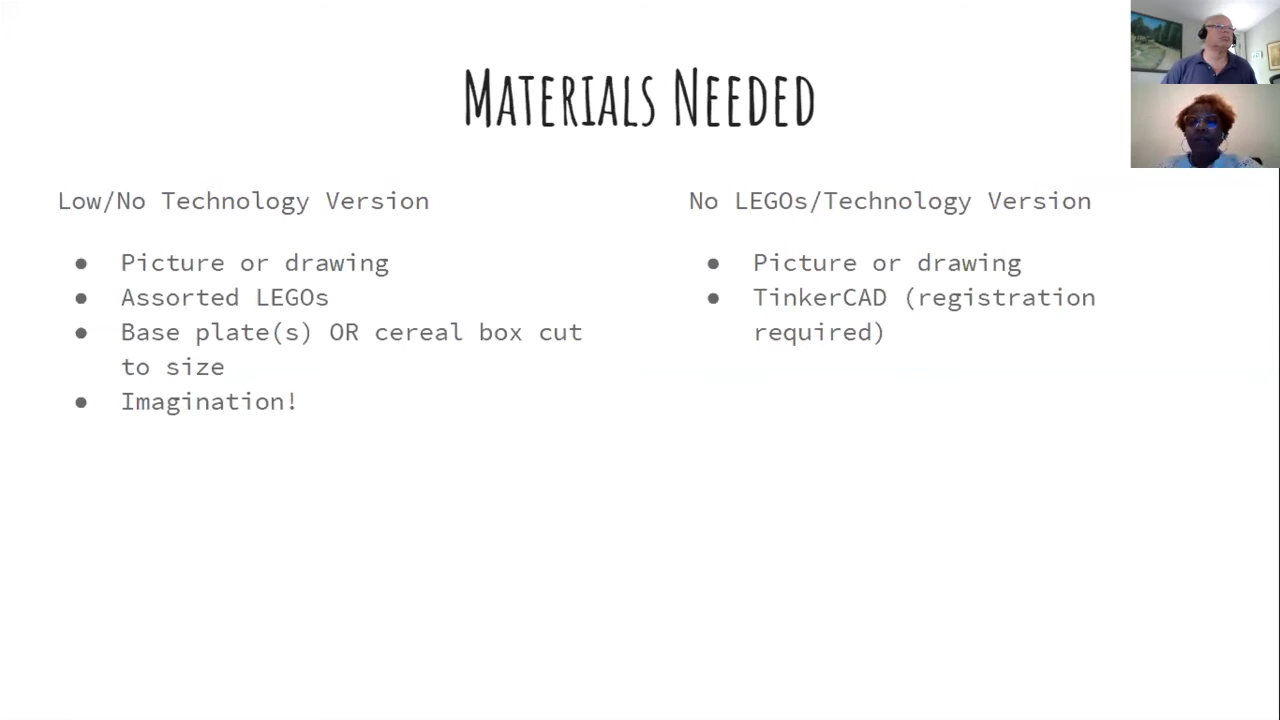 Materials Needed
Low/No Technology Version
● Picture or drawing
● Assorted LEGOs
● Base plate(s) OR cereal box cut
to size
● Imagination!
No LEGOs/Technology Version
● Picture or drawing
● TinkerCAD (registration
required)